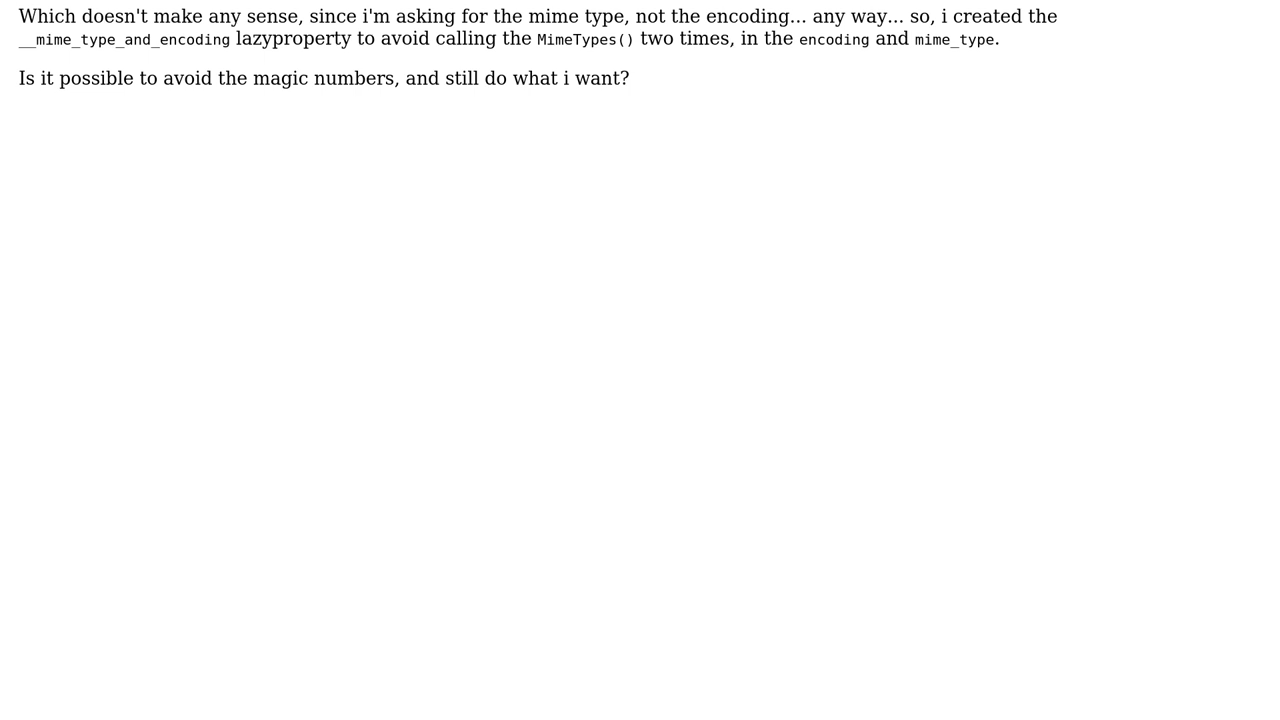 Which doesn't make any sense, since i'm asking for the mime type, not the encoding... any way... so, i created the
__mime_type_and_encoding lazyproperty to avoid calling the MimeTypes() two times, in the encoding and mime_type.
Is it possible to avoid the magic numbers, and still do what i want?